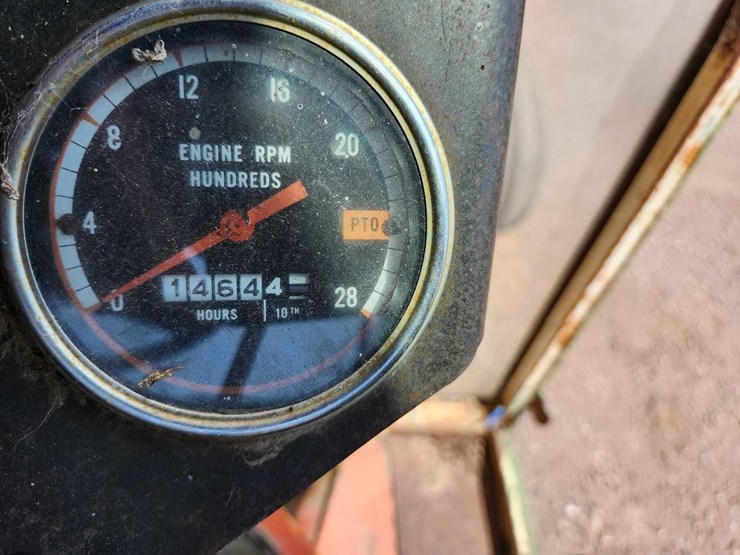 12 16
8 20
ENGINE RPM
HUNDREDS
4 PTO
0 28
14644
HOURS 10TH